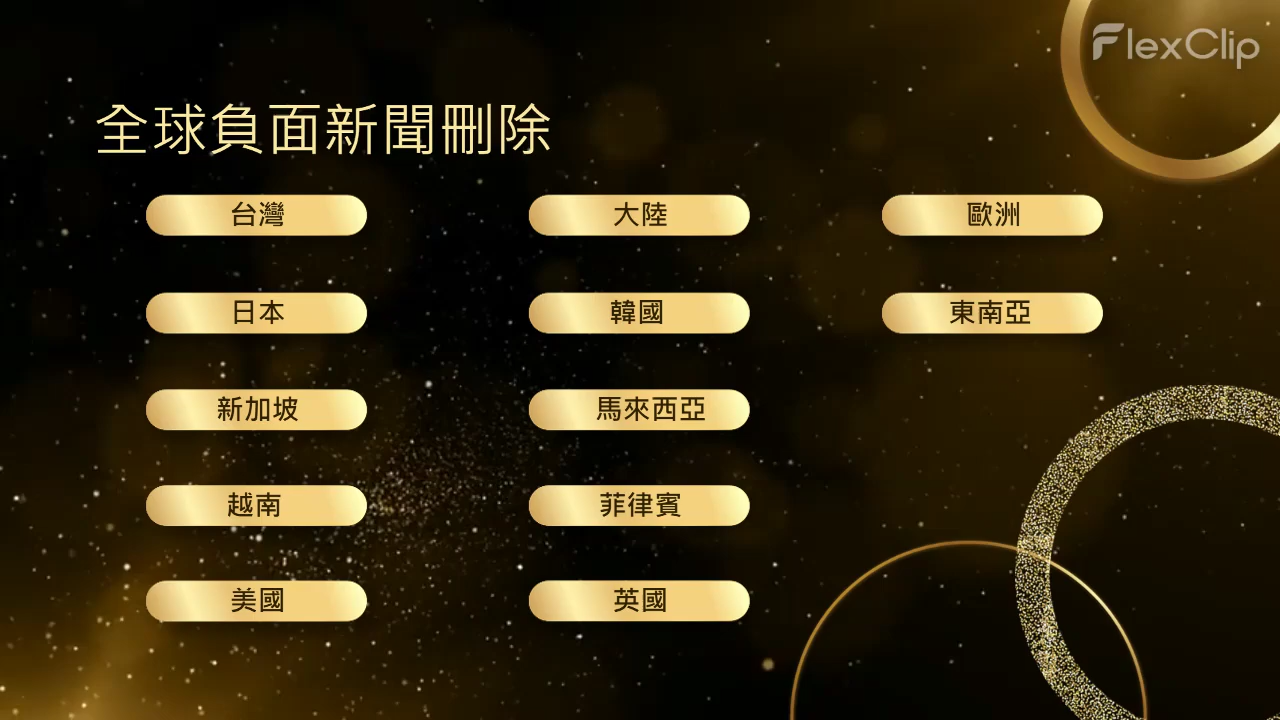 FlexClip
全球負面新聞刪除
台灣
大陸
歐洲
日本
韓國
東南亞
新加坡
馬來西亞
越南
菲律賓
美國
英國